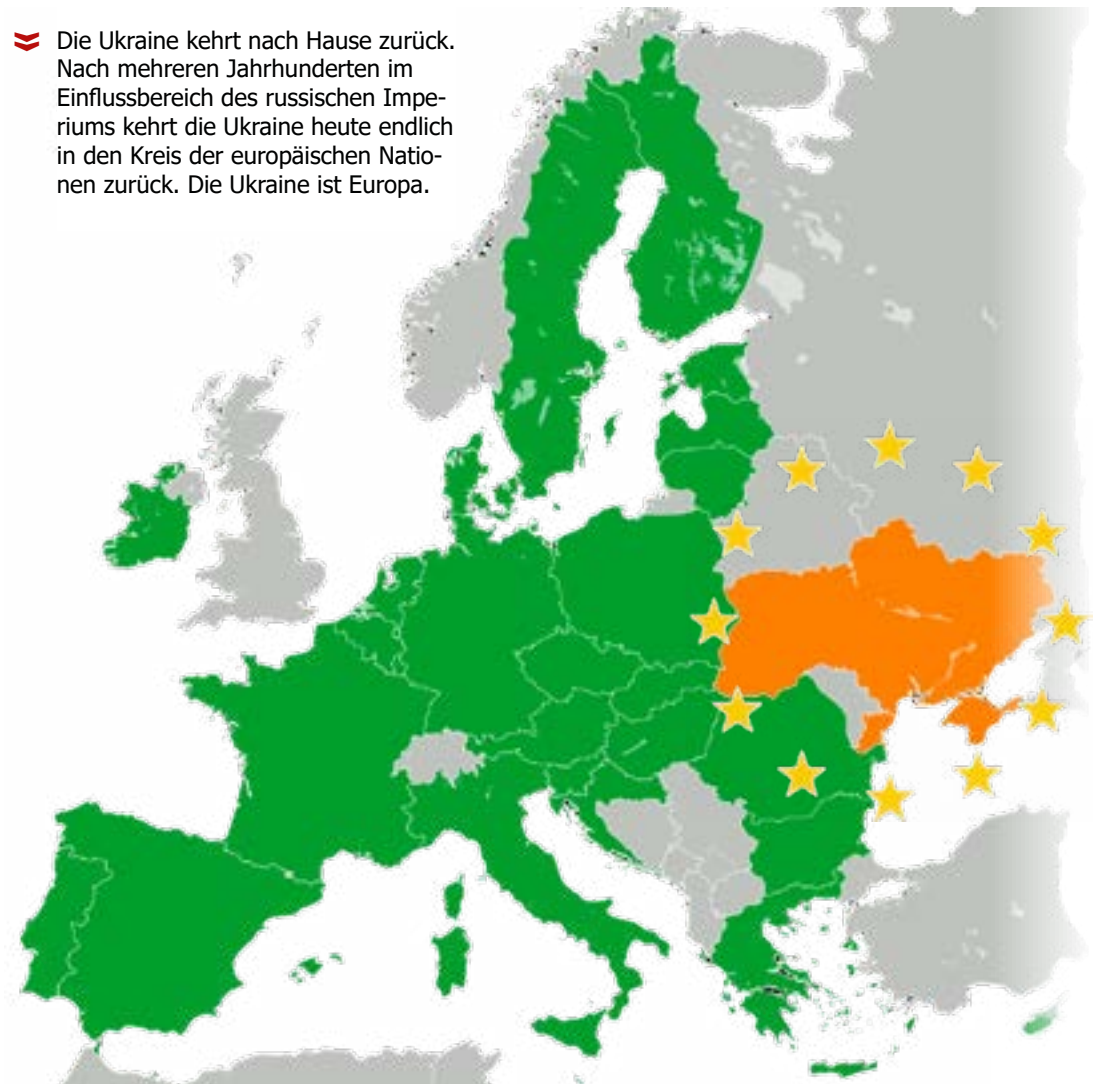 Die Ukraine kehrt nach Hause zurück.
Nach mehreren Jahrhunderten im
Einflussbereich des russischen Impe-
riums kehrt die Ukraine heute endlich
in den Kreis der europäischen Natio-
nen zurück. Die Ukraine ist Europa.